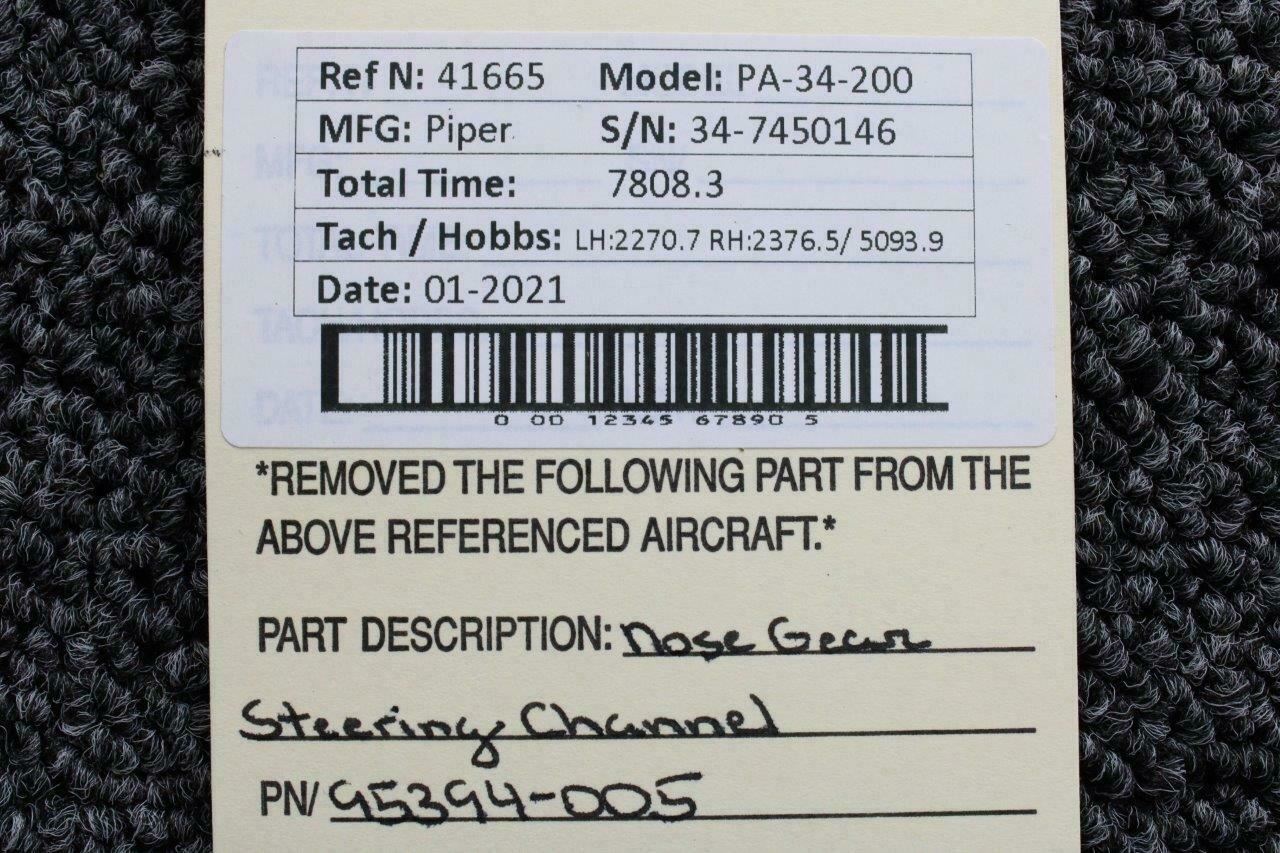 Ref N: 41665 Model: PA-34-200
MFG: Piper S/N: 34-7450146
Total Time: 7808.3
Tach / Hobbs: LH:2270.7 RH:2376.5/ 5093.9
Date: 01-2021
0 00 12345 67890 5
*REMOVED THE FOLLOWING PART FROM THE
ABOVE REFERENCED AIRCRAFT.*
PART DESCRIPTION: Nose Gear
Steering Channel
PN/ 95394-005